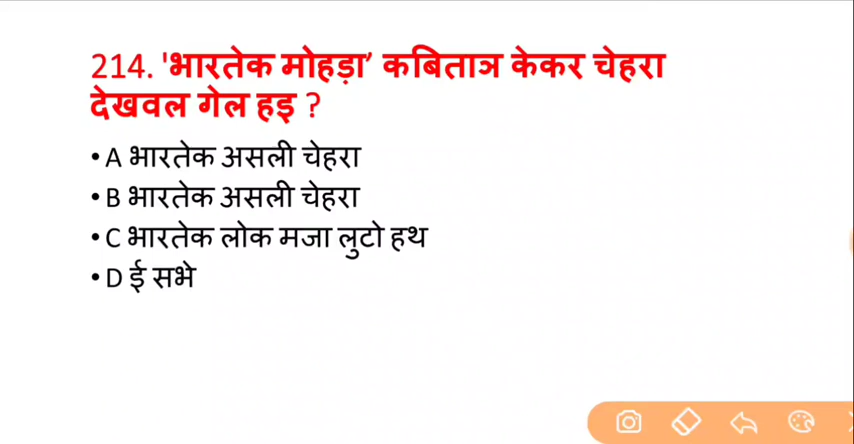 214. 'भारतेक मोहड़ा’ कबिताञ केकर चेहरा
देखवल गेल हइ ?
• A भारतेक असली चेहरा
• B भारतेक असली चेहरा
• C भारतेक लोक मजा लुटो हथ
• D ई सभे